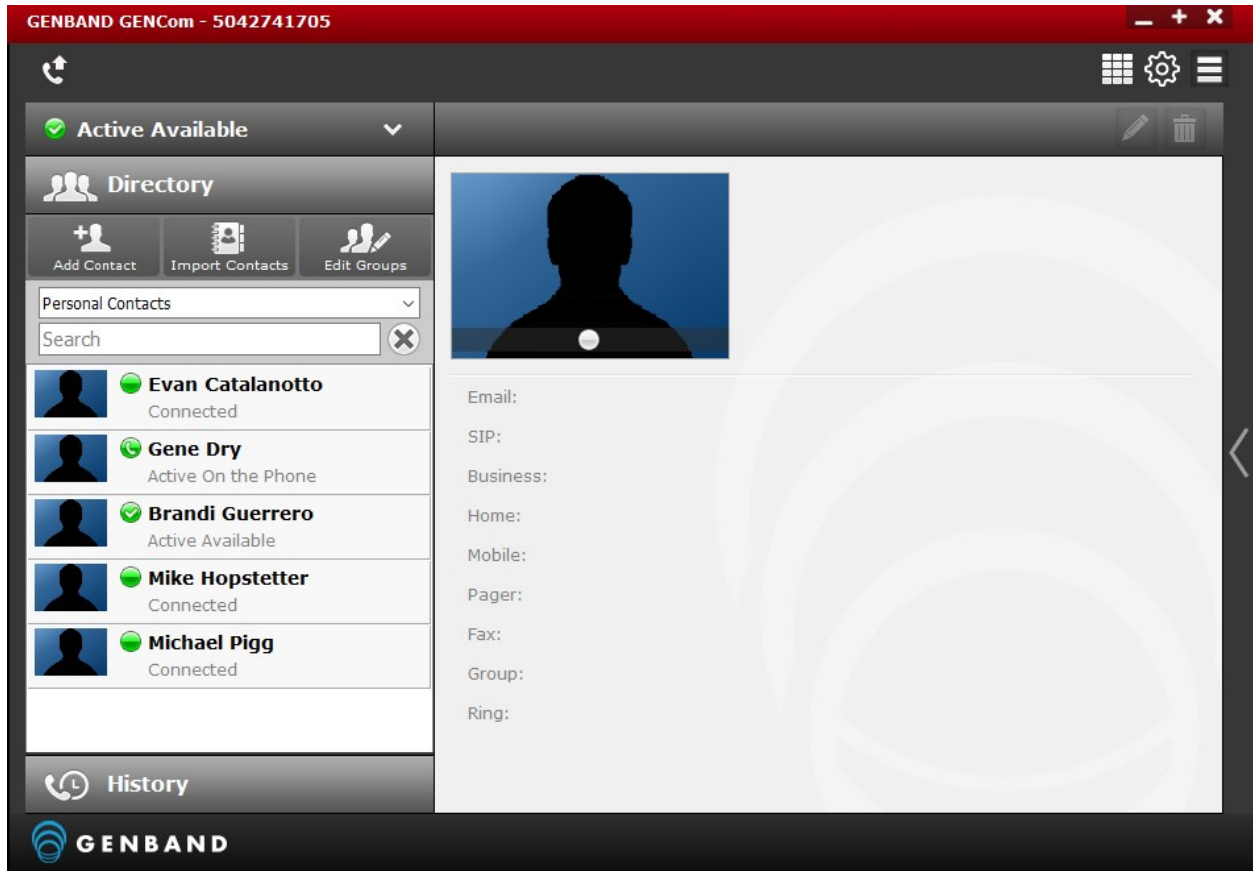 GENBAND GENCom - 5042741705
Active Available
Directory
Add Contact
Import Contacts
Edit Groups
Personal Contacts
Search
Evan Catalanotto
Connected
Gene Dry
Active On the Phone
Brandi Guerrero
Active Available
Mike Hopstetter
Connected
Michael Pigg
Connected
History
GENBAND
Email:
SIP:
Business:
Home:
Mobile:
Pager:
Fax:
Group:
Ring: